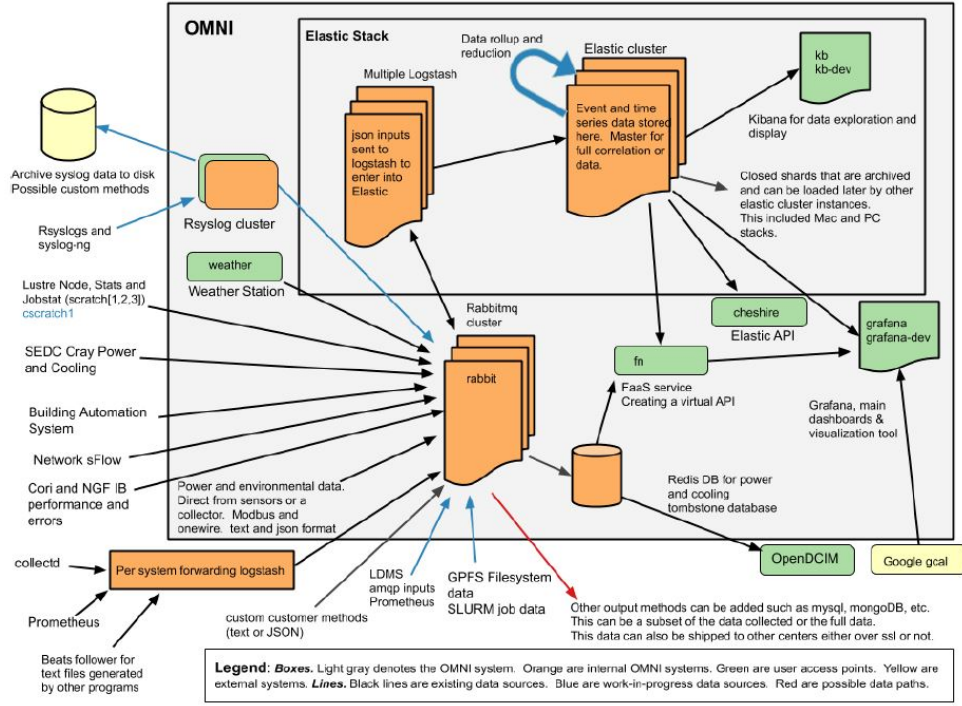 OMNI
Elastic Stack
Data rollup and
reduction
Elastic cluster
kb
kb-dev
Multiple Logstash
json inputs
sent to
logstash to
enter into
Elastic
Event and time
series data stored
here. Master for
full correlation or
data.
Kibana for data exploration and
display
Archive syslog data to disk
Possible custom methods
Closed shards that are archived
and can be loaded later by other
elastic cluster instances.
This included Mac and PC
stacks.
Rsyslogs and
syslog-ng
Rsyslog cluster
weather
Weather Station
Lustre Node, Stats and
Jobstat (scratch[1,2,3])
cscratch1
Rabbitmq
cluster
cheshire
Elastic API
grafana
grafana-dev
SEDC Cray Power
and Cooling
rabbit
fn
FaaS service
Creating a virtual API
Building Automation
System
Grafana, main
dashboards &
visualization tool
Network sFlow
Cori and NGF IB
performance and
errors
Power and environmental data.
Direct from sensors or a
collector. Modbus and
onewire. text and json format
Redis DB for power
and cooling
tombstone database
collectd
Per system forwarding logstash
OpenDCIM
Google gcal
LDMS
amqp inputs
Prometheus
GPFS Filesystem
data
SLURM job data
Prometheus
custom customer methods
(text or JSON)
Other output methods can be added such as mysql, mongoDB, etc.
This can be a subset of the data collected or the full data.
This data can also be shipped to other centers either over ssl or not.
Beats follower for
text files generated
by other programs
Legend: Boxes. Light gray denotes the OMNI system. Orange are internal OMNI systems. Green are user access points. Yellow are
external systems. Lines. Black lines are existing data sources. Blue are work-in-progress data sources. Red are possible data paths.